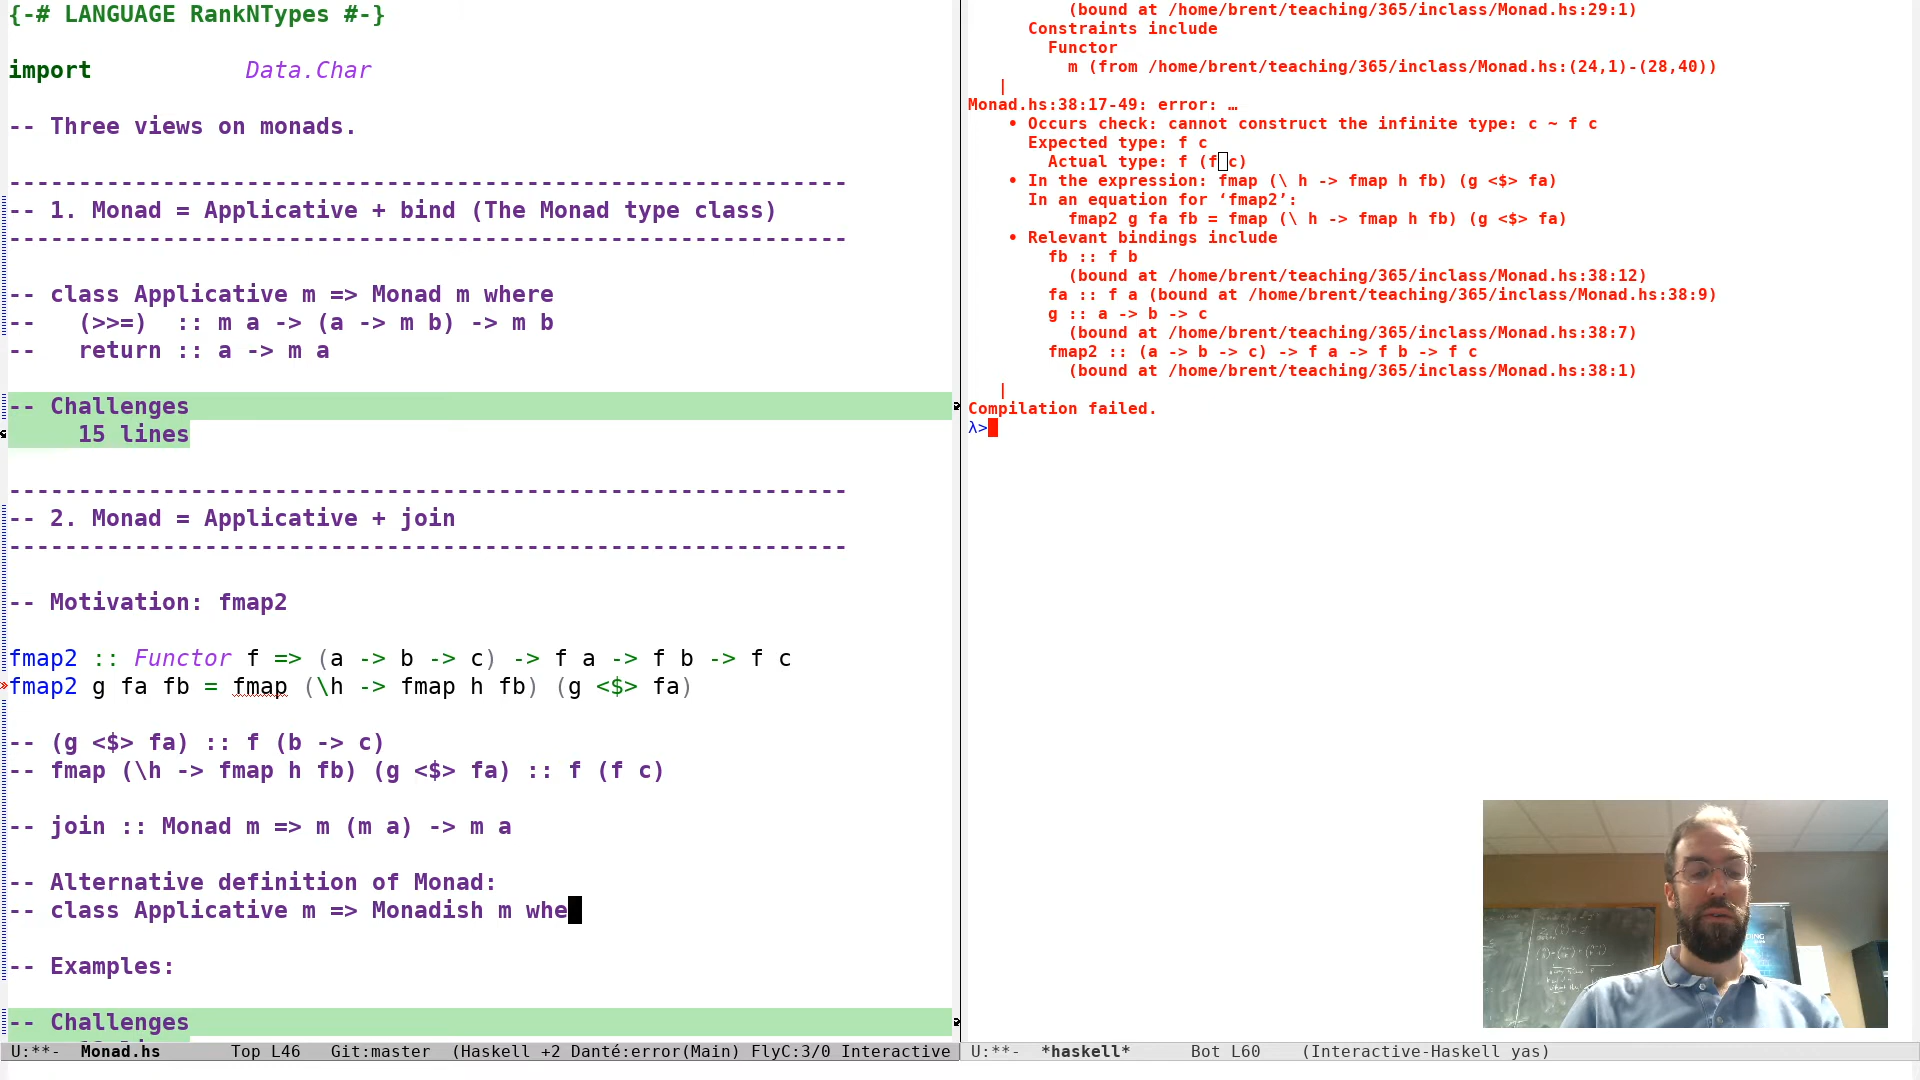 {-# LANGUAGE RankNTypes #-}
import Data.Char
-- Three views on monads.
------------------------------------------------------------
-- 1. Monad = Applicative + bind (The Monad type class)
------------------------------------------------------------
-- class Applicative m => Monad m where
--   (>>=)  :: m a -> (a -> m b) -> m b
--   return :: a -> m a
-- Challenges
15 lines
------------------------------------------------------------
-- 2. Monad = Applicative + join
------------------------------------------------------------
-- Motivation: fmap2
fmap2 :: Functor f => (a -> b -> c) -> f a -> f b -> f c
fmap2 g fa fb = fmap (\h -> fmap h fb) (g <$> fa)
-- (g <$> fa) :: f (b -> c)
-- fmap (\h -> fmap h fb) (g <$> fa) :: f (f c)
-- join :: Monad m => m (m a) -> m a
-- Alternative definition of Monad:
-- class Applicative m => Monadish m whe
-- Examples:
-- Challenges
U:**-  Monad.hs       Top L46   Git:master  (Haskell +2 Danté:error(Main) FlyC:3/0 Interactive
(bound at /home/brent/teaching/365/inclass/Monad.hs:29:1)
Constraints include
Functor
m (from /home/brent/teaching/365/inclass/Monad.hs:(24,1)-(28,40))
|
Monad.hs:38:17-49: error: …
• Occurs check: cannot construct the infinite type: c ~ f c
Expected type: f c
Actual type: f (f c)
• In the expression: fmap (\ h -> fmap h fb) (g <$> fa)
In an equation for ‘fmap2’:
fmap2 g fa fb = fmap (\ h -> fmap h fb) (g <$> fa)
• Relevant bindings include
fb :: f b
(bound at /home/brent/teaching/365/inclass/Monad.hs:38:12)
fa :: f a (bound at /home/brent/teaching/365/inclass/Monad.hs:38:9)
g :: a -> b -> c
(bound at /home/brent/teaching/365/inclass/Monad.hs:38:7)
fmap2 :: (a -> b -> c) -> f a -> f b -> f c
(bound at /home/brent/teaching/365/inclass/Monad.hs:38:1)
|
Compilation failed.
λ>
U:**-  *haskell*      Bot L60    (Interactive-Haskell yas)